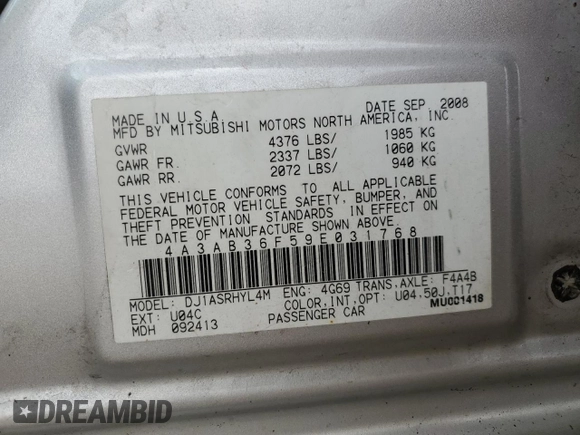 MADE IN U.S.A. DATE SEP, 2008
MFD BY MITSUBISHI MOTORS NORTH AMERICA, INC.
GVWR 4376 LBS/ 1985 KG
GAWR FR. 2337 LBS/ 1060 KG
GAWR RR. 2072 LBS/ 940 KG
THIS VEHICLE CONFORMS TO ALL APPLICABLE
FEDERAL MOTOR VEHICLE SAFETY, BUMPER, AND
THEFT PREVENTION STANDARDS IN EFFECT ON
THE DATE OF MANUFACTURE SHOWN ABOVE.
4A3AB36F59E031768
MODEL: DJ1ASRHYL4M ENG: 4G69 TRANS.AXLE: F4A4B
EXT: U04C COLOR,INT,OPT: U04,50J,T17
MDH 092413 PASSENGER CAR MU001418
DREAMBID